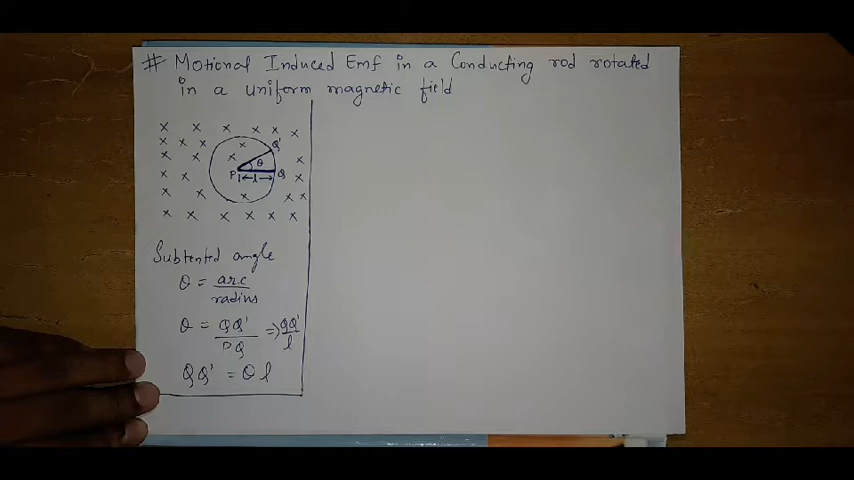 # Motional Induced Emf in a Conducting rod rotated
in a uniform magnetic field
Q'
θ
P l Q
Subtented angle
θ = arc / radius
θ = QQ' / PQ => QQ' / l
QQ' = θ l